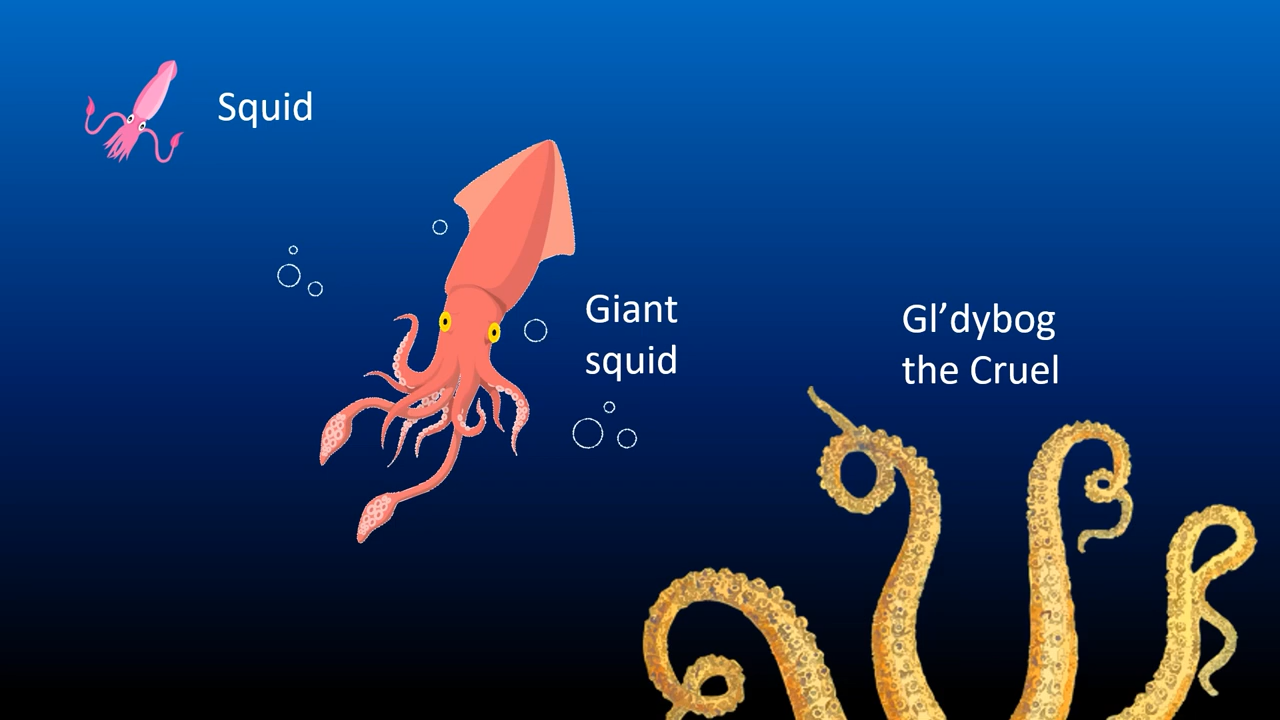 Squid
Giant
squid
Gl’dybog
the Cruel